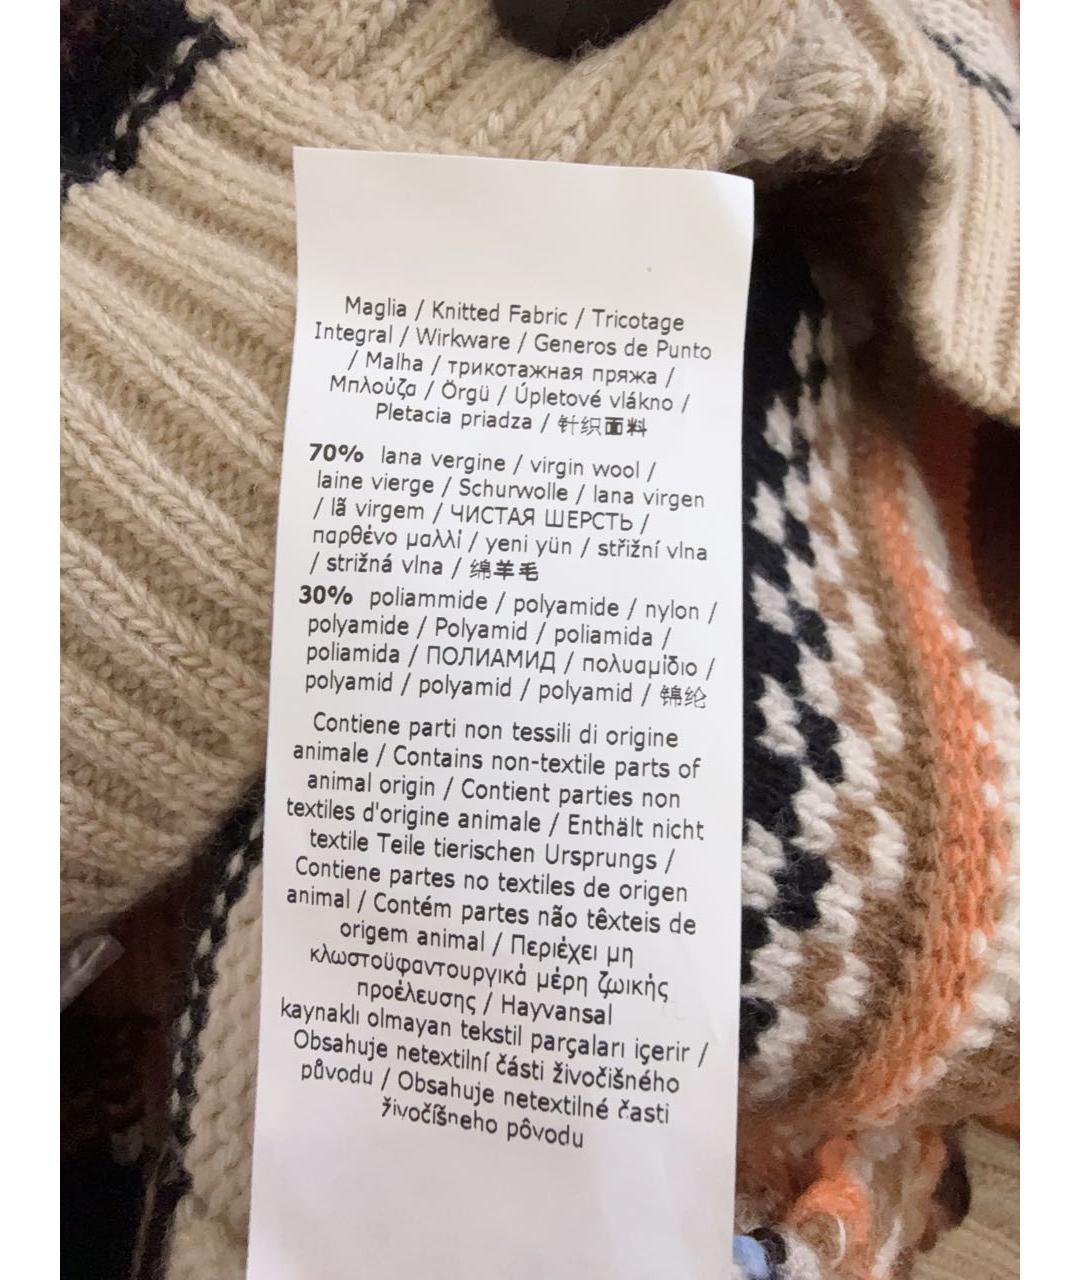 Maglia / Knitted Fabric / Tricotage
Integral / Wirkware / Generos de Punto
/ Malha / трикотажная пряжа /
Μπλούζα / Örgü / Úpletové vlákno /
Pletacia priadza / 针织面料
70% lana vergine / virgin wool /
laine vierge / Schurwolle / lana virgen
/ lã virgem / ЧИСТАЯ ШЕРСТЬ /
παρθένο μαλλί / yeni yün / střižní vlna
/ strižná vlna / 绵羊毛
30% poliammide / polyamide / nylon /
polyamide / Polyamid / poliamida /
poliamida / ПОЛИАМИД / πολυαμίδιο /
polyamid / polyamid / polyamid / 锦纶
Contiene parti non tessili di origine
animale / Contains non-textile parts of
animal origin / Contient parties non
textiles d'origine animale / Enthält nicht
textile Teile tierischen Ursprungs /
Contiene partes no textiles de origen
animal / Contém partes não têxteis de
origem animal / Περιέχει μη
κλωστοϋφαντουργικά μέρη ζωικής
προέλευσης / Hayvansal
kaynaklı olmayan tekstil parçaları içerir /
Obsahuje netextilní části živočišného
původu / Obsahuje netextilné časti
živočíšneho pôvodu